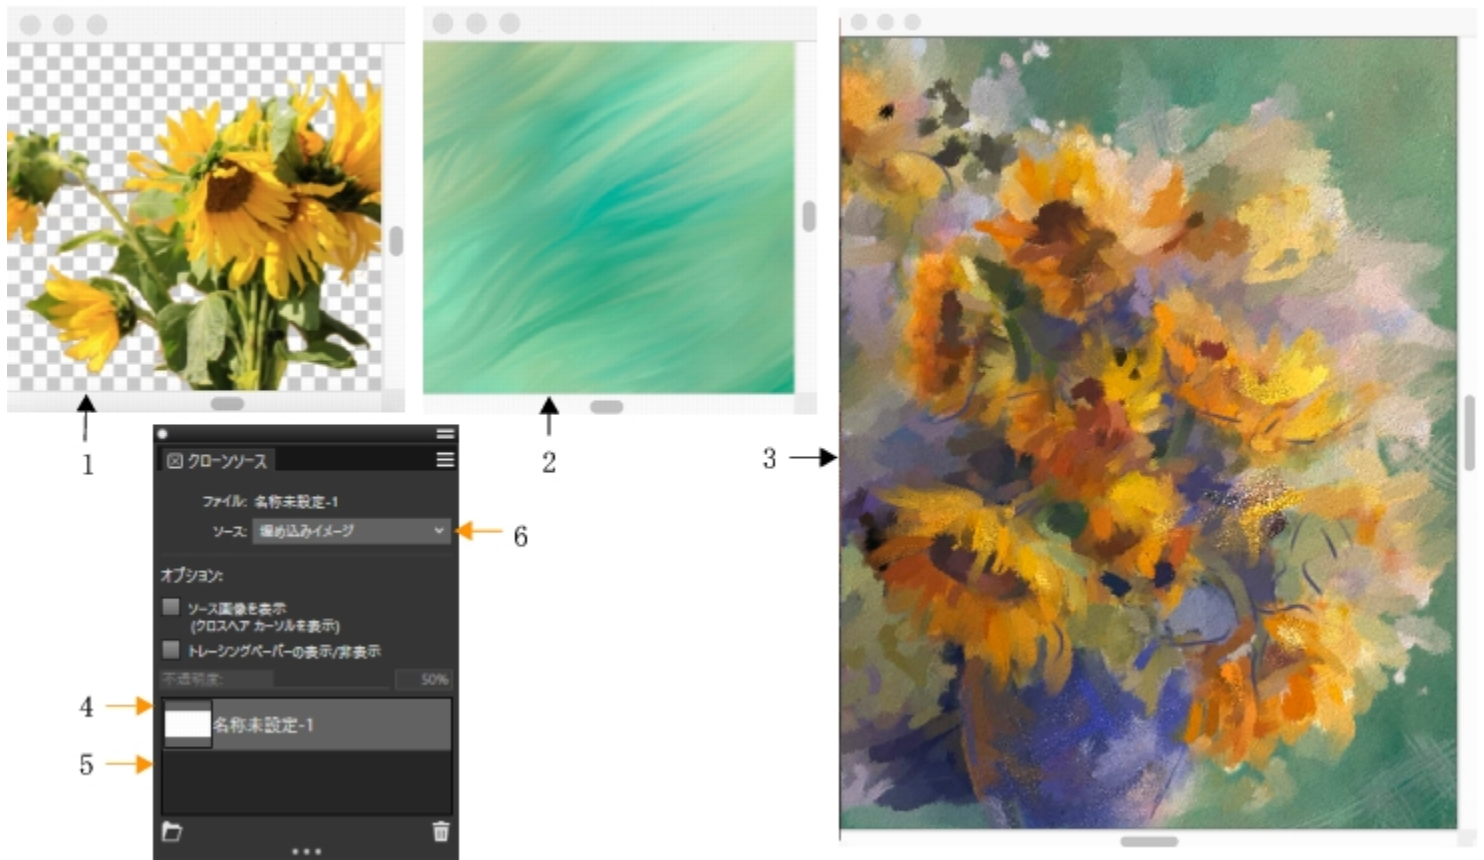 1
2
3
クローンソース
ファイル: 名称未設定-1
ソース: 埋め込みイメージ
6
オプション:
ソース画像を表示
(クロスヘア カーソルを表示)
トレーシングペーパーの表示/非表示
不透明度: 50%
4
名称未設定-1
5